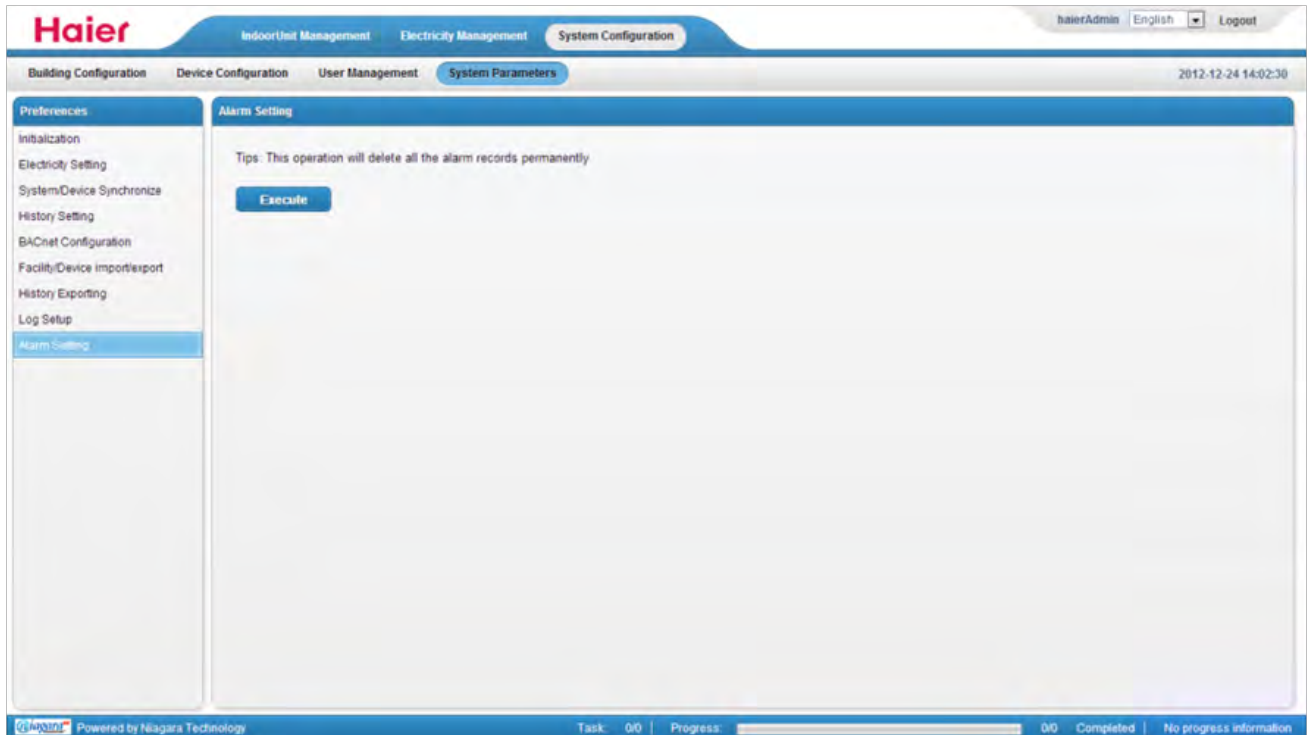 Haier
IndoorUnit Management Electricity Management System Configuration
haierAdmin English Logout
Building Configuration Device Configuration User Management System Parameters
2012-12-24 14:02:30
Preferences
Initialization
Electricity Setting
System/Device Synchronize
History Setting
BACnet Configuration
Facility/Device import/export
History Exporting
Log Setup
Alarm Setting
Alarm Setting
Tips: This operation will delete all the alarm records permanently
Execute
Powered by Niagara Technology
Task: 0/0 | Progress: 0/0 Completed | No progress information